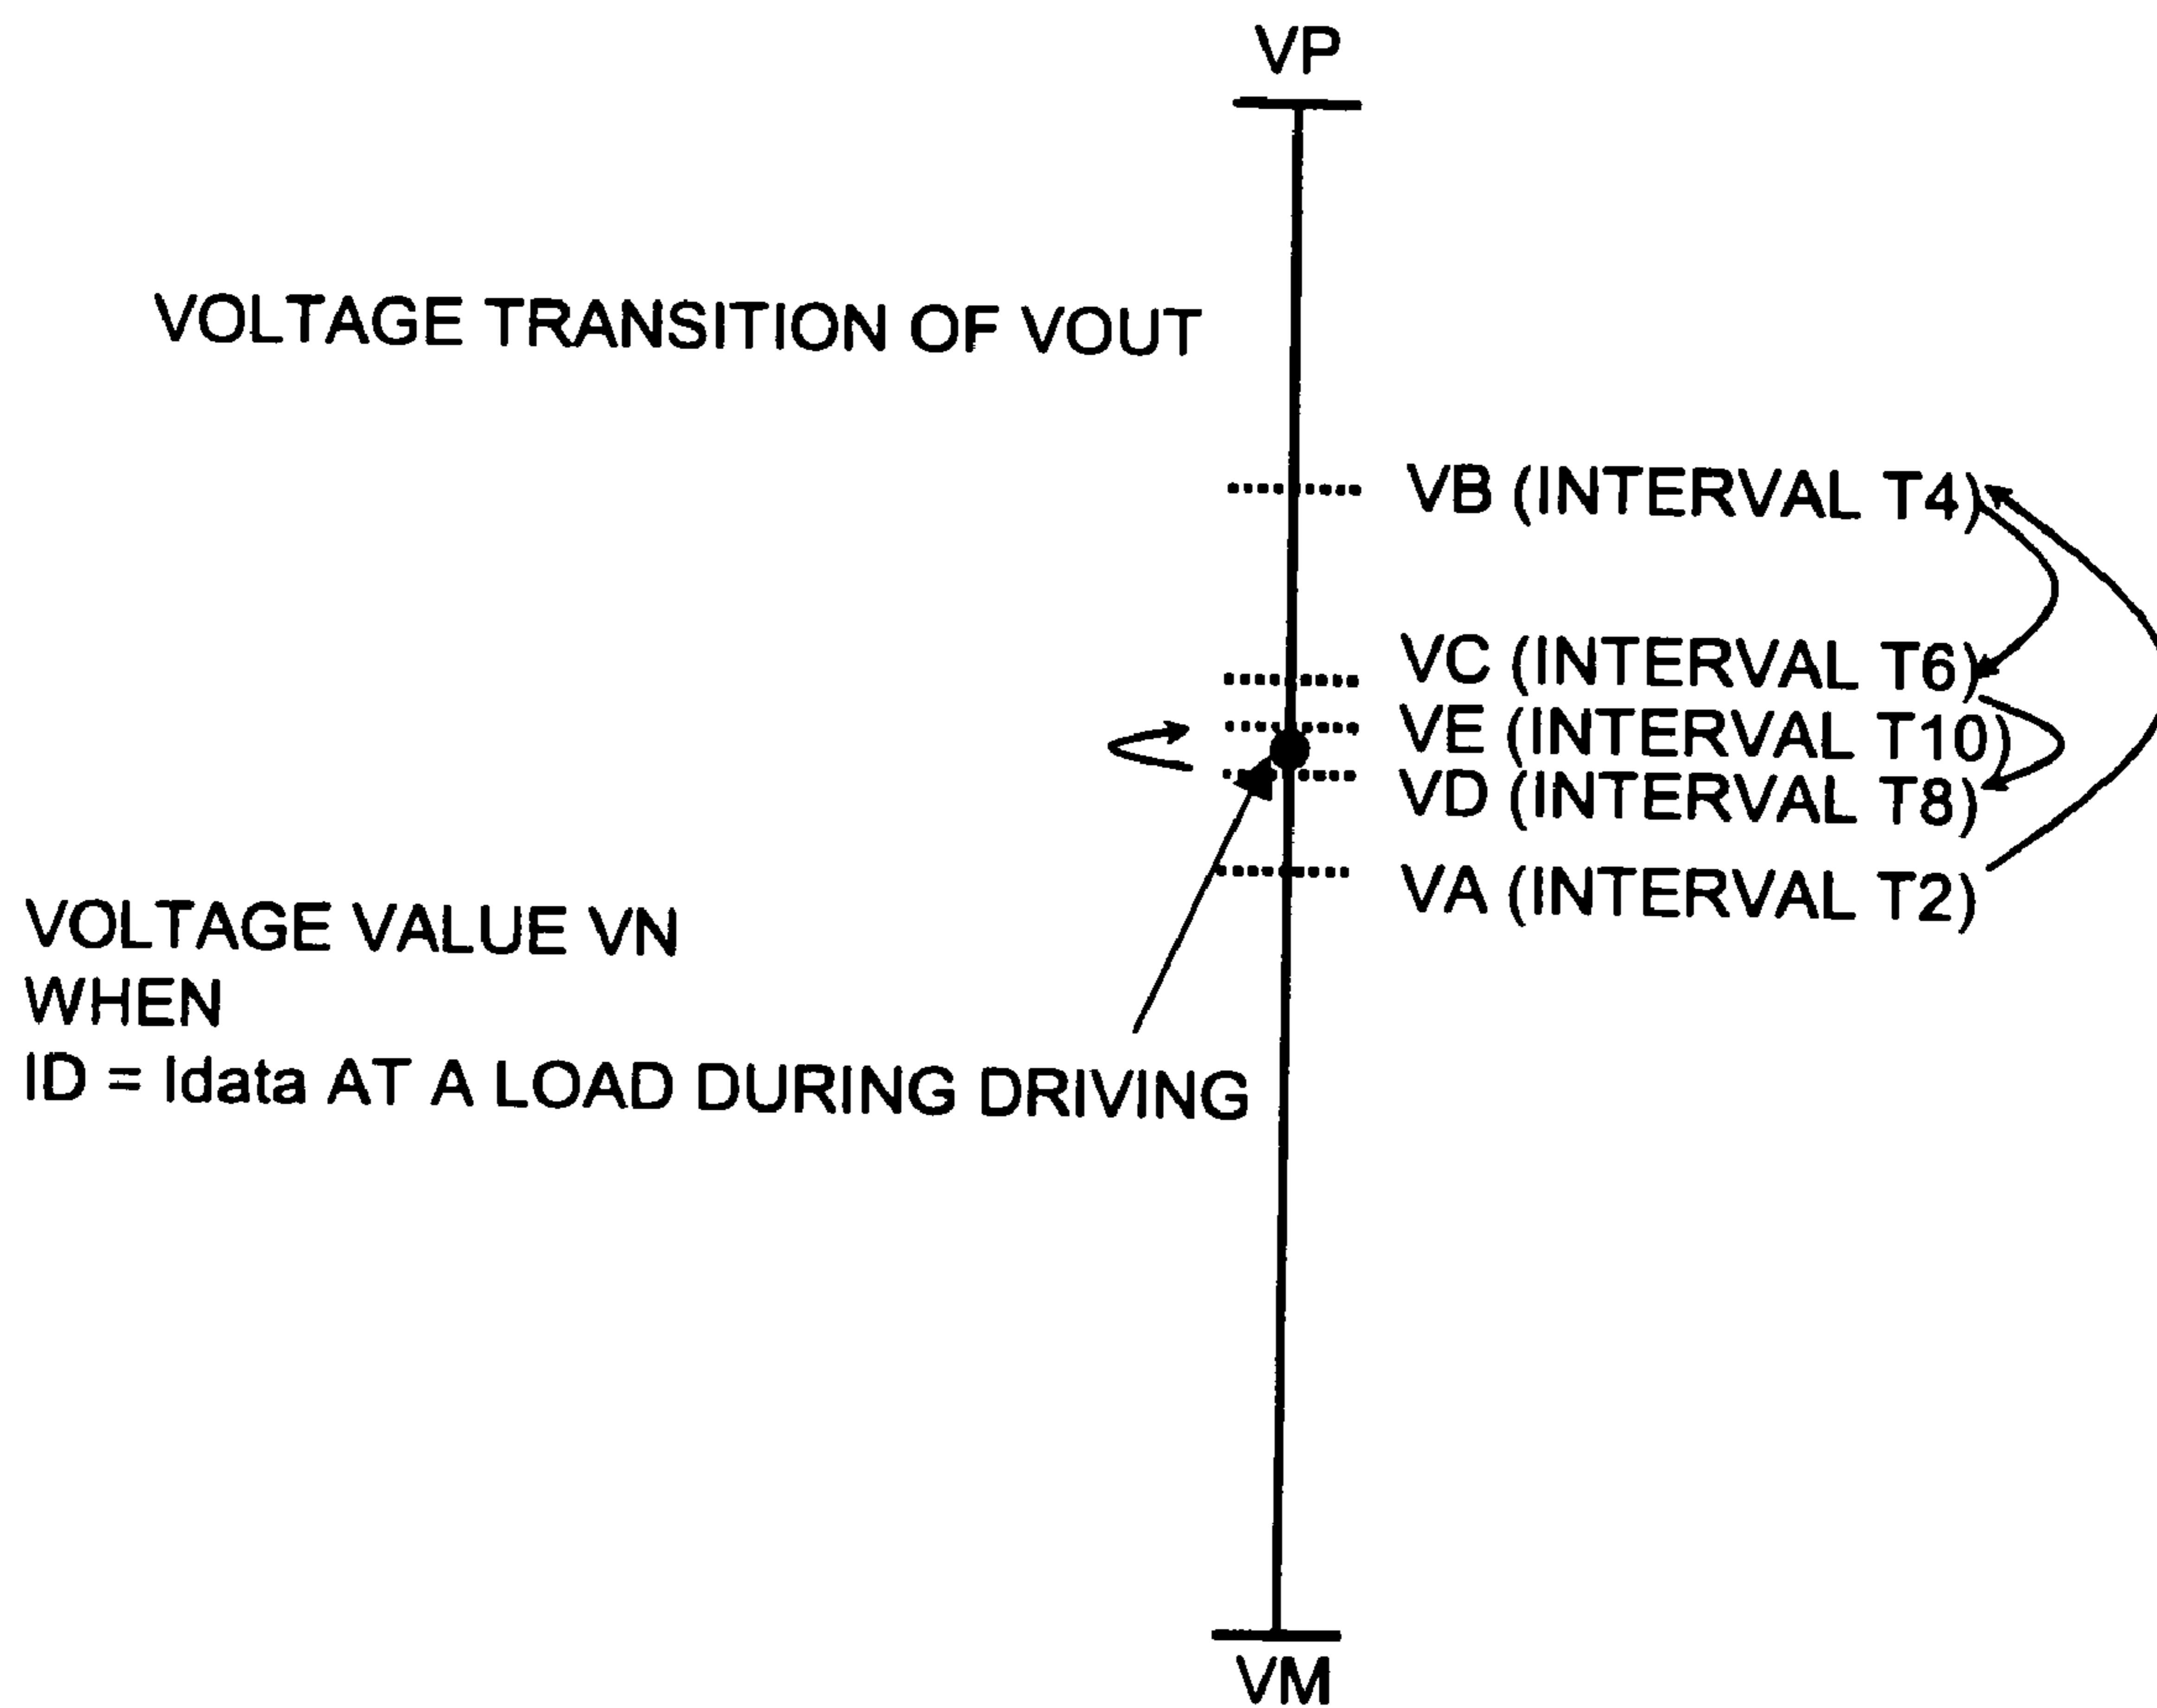 VP
VOLTAGE TRANSITION OF VOUT
VB (INTERVAL T4)
VC (INTERVAL T6)
VE (INTERVAL T10)
VD (INTERVAL T8)
VA (INTERVAL T2)
VOLTAGE VALUE VN
WHEN
ID = Idata AT A LOAD DURING DRIVING
VM